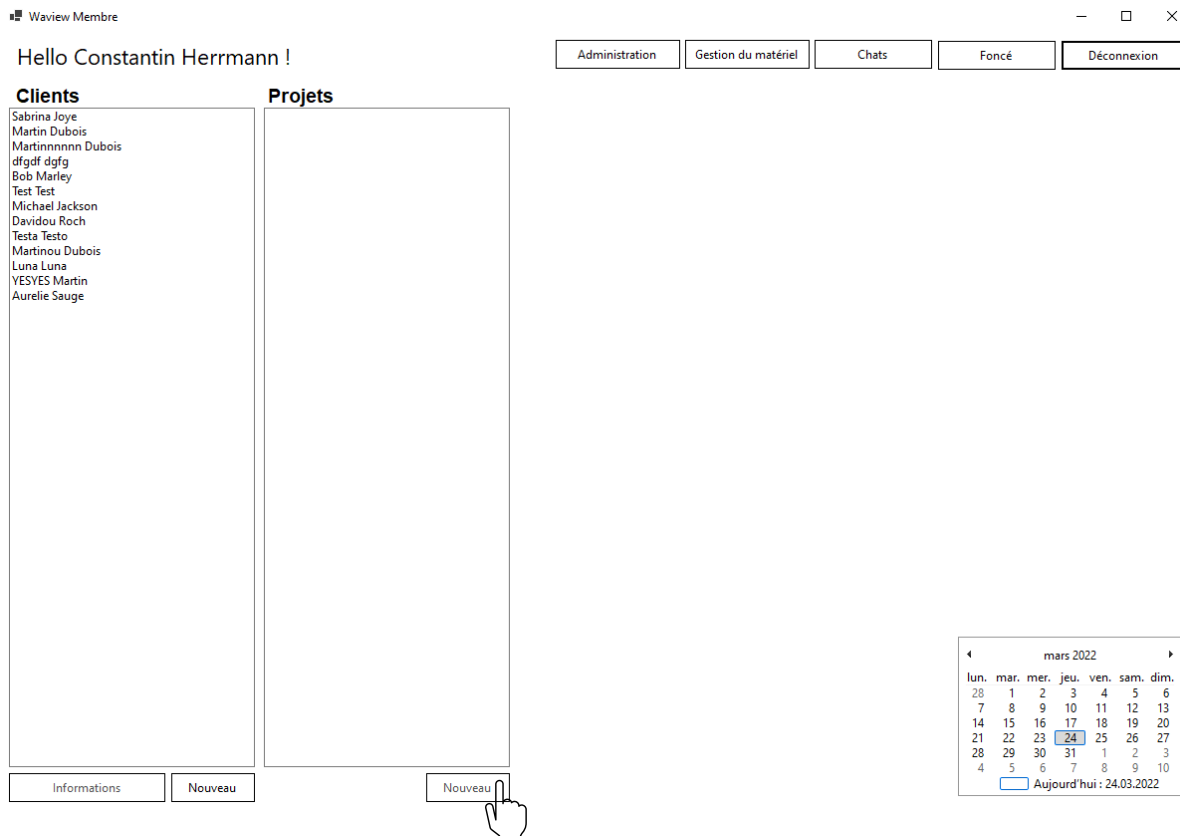 Waview Membre
Hello Constantin Herrmann !
Administration
Gestion du matériel
Chats
Foncé
Déconnexion
Clients
Sabrina Joye
Martin Dubois
Martinnnnnn Dubois
dfgdf dgfg
Bob Marley
Test Test
Michael Jackson
Davidou Roch
Testa Testo
Martinou Dubois
Luna Luna
YESYES Martin
Aurelie Sauge
Informations
Nouveau
Projets
Nouveau
mars 2022
lun. mar. mer. jeu. ven. sam. dim.
28 1 2 3 4 5 6
7 8 9 10 11 12 13
14 15 16 17 18 19 20
21 22 23 24 25 26 27
28 29 30 31 1 2 3
4 5 6 7 8 9 10
Aujourd'hui : 24.03.2022